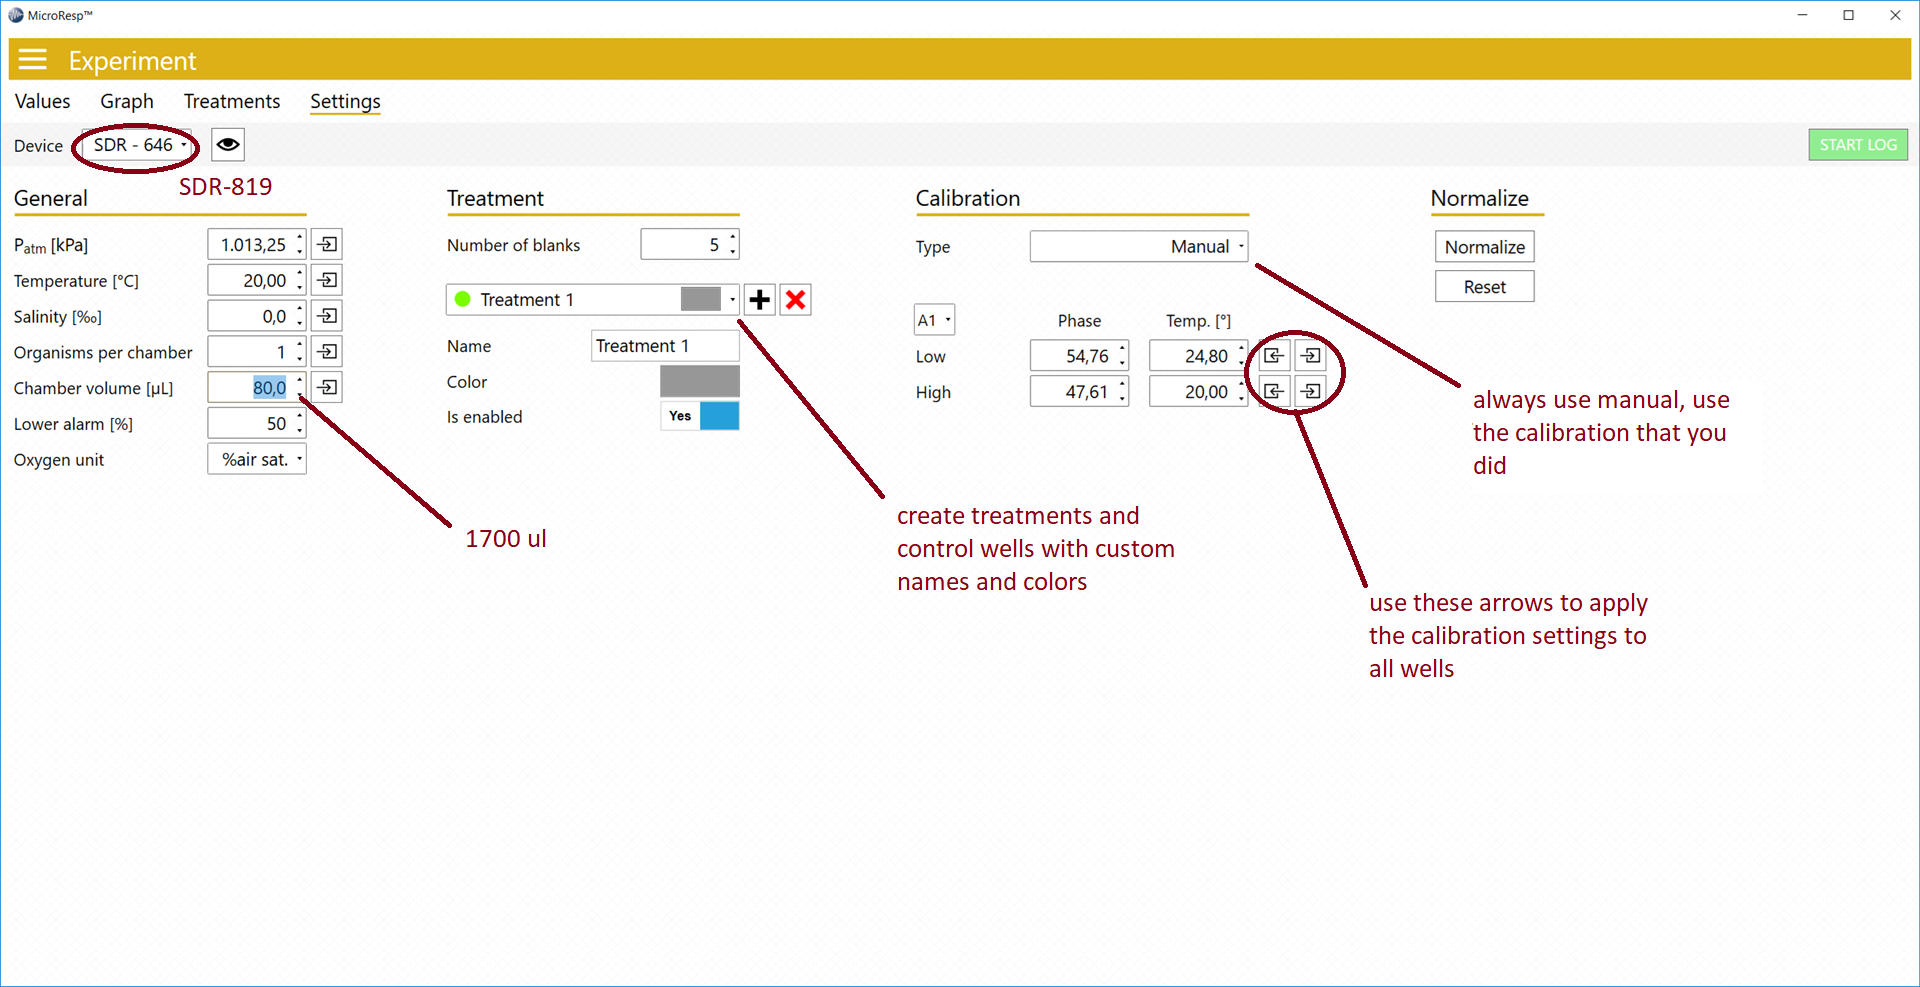 MicroResp™
Experiment
Values Graph Treatments Settings
Device SDR - 646 START LOG
SDR-819
General Treatment Calibration Normalize
Patm [kPa] 1.013,25 Number of blanks 5 Type Manual Normalize
Temperature [°C] 20,00 Treatment 1 Reset
Salinity [‰] 0,0 A1 Phase Temp. [°]
Organisms per chamber 1 Name Treatment 1 Low 54,76 24,80
Chamber volume [µL] 80,0 Color High 47,61 20,00
Lower alarm [%] 50 Is enabled Yes
Oxygen unit %air sat.
always use manual, use
the calibration that you
did
1700 ul
create treatments and
control wells with custom
names and colors
use these arrows to apply
the calibration settings to
all wells